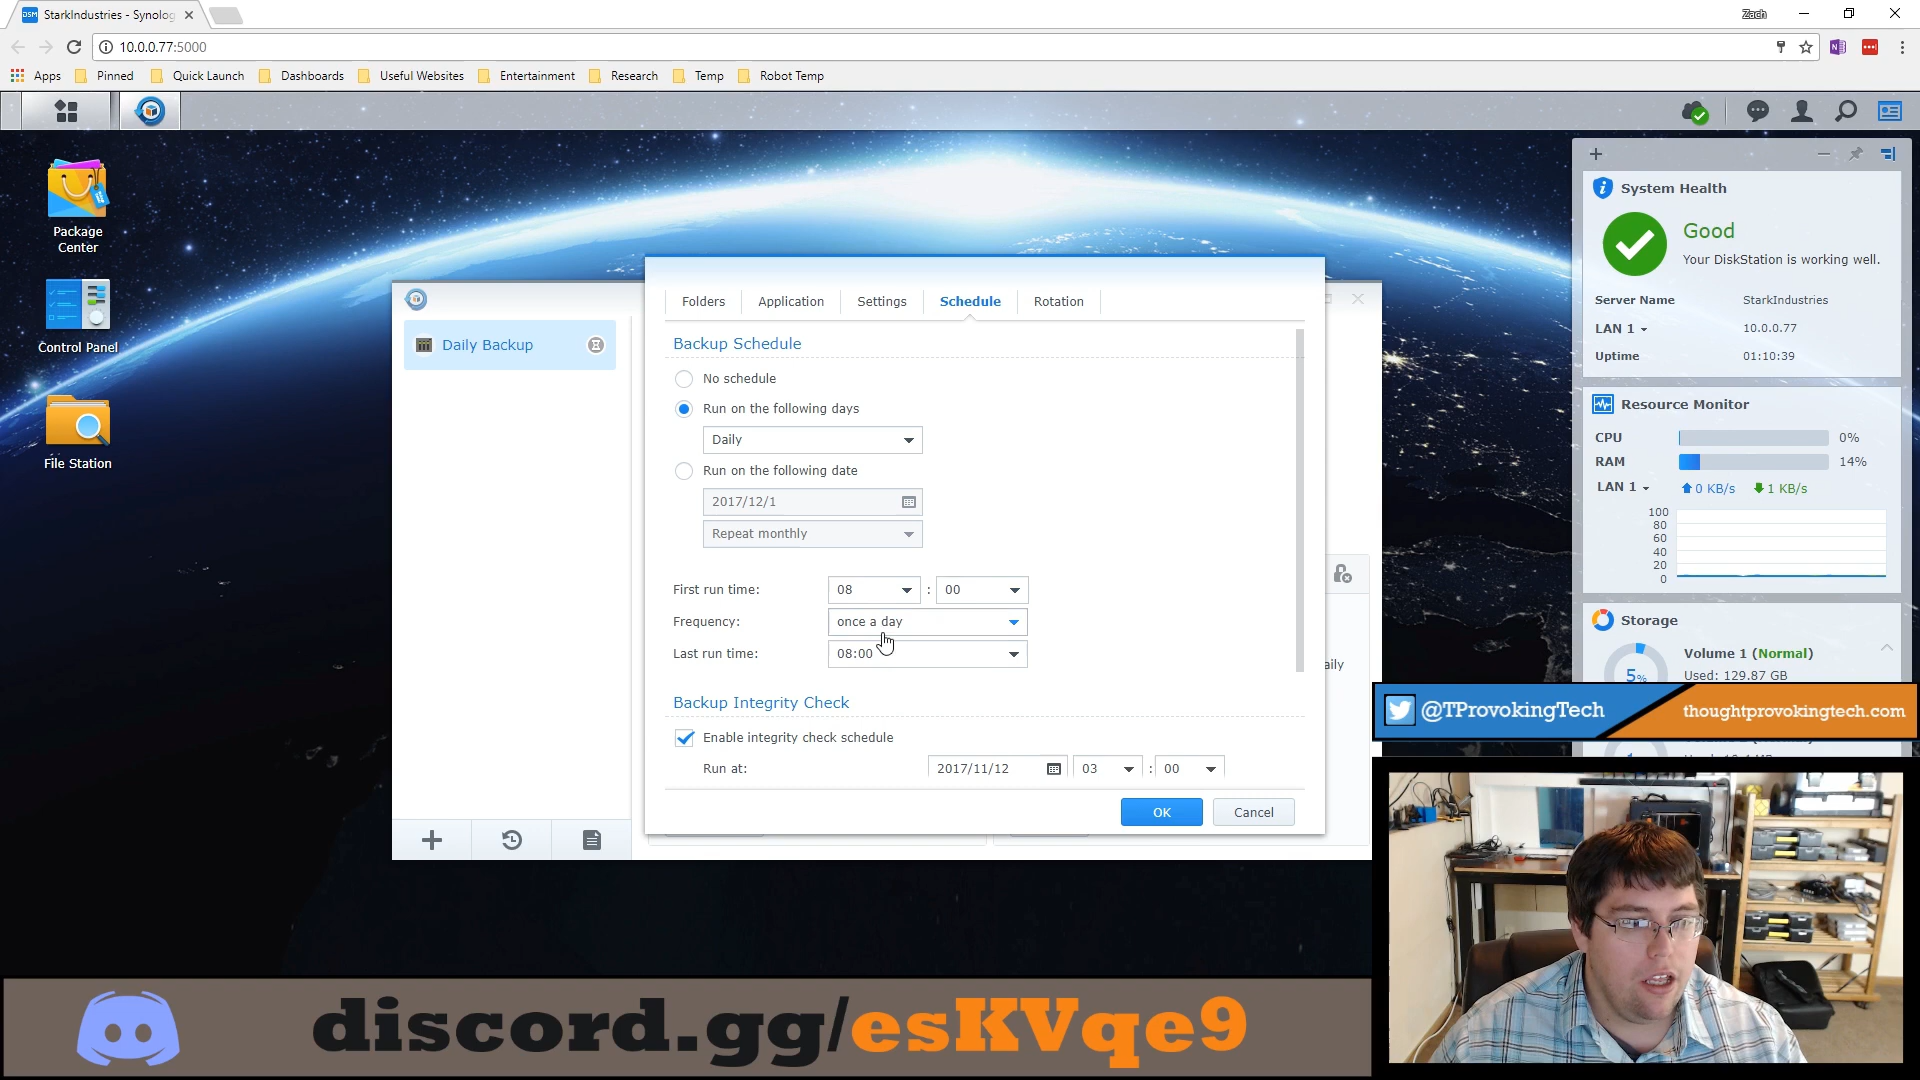 StarkIndustries - Synolog
Zach
10.0.0.77:5000
Apps
Pinned
Quick Launch
Dashboards
Useful Websites
Entertainment
Research
Temp
Robot Temp
Package
Center
Control Panel
File Station
Daily Backup
Folders
Application
Settings
Schedule
Rotation
Backup Schedule
No schedule
Run on the following days
Daily
Run on the following date
2017/12/1
Repeat monthly
First run time: 08 : 00
Frequency: once a day
Last run time: 08:00
Backup Integrity Check
Enable integrity check schedule
Run at: 2017/11/12 03 : 00
OK
Cancel
aily
System Health
Good
Your DiskStation is working well.
Server Name StarkIndustries
LAN 1 10.0.0.77
Uptime 01:10:39
Resource Monitor
CPU 0%
RAM 14%
LAN 1 0 KB/s 1 KB/s
100
80
60
40
20
0
Storage
5%
Volume 1 (Normal)
Used: 129.87 GB
@TProvokingTech
thoughtprovokingtech.com
discord.gg/esKVqe9